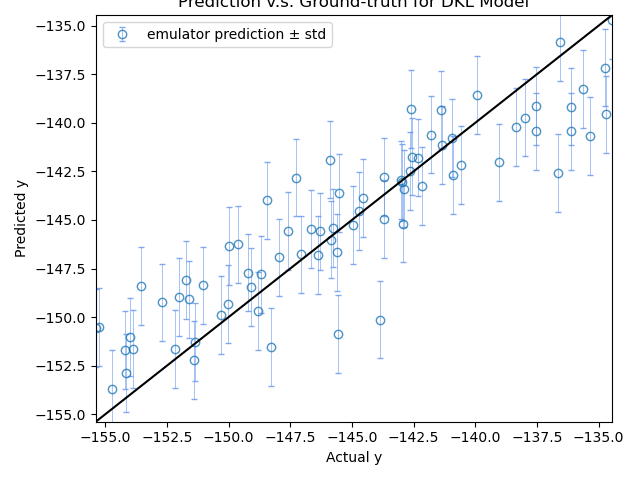 Prediction v.s. Ground-truth for DKL Model
emulator prediction ± std
−135.0
−137.5
−140.0
−142.5
−145.0
−147.5
−150.0
−152.5
−155.0
Predicted y
−155.0 −152.5 −150.0 −147.5 −145.0 −142.5 −140.0 −137.5 −135.0
Actual y